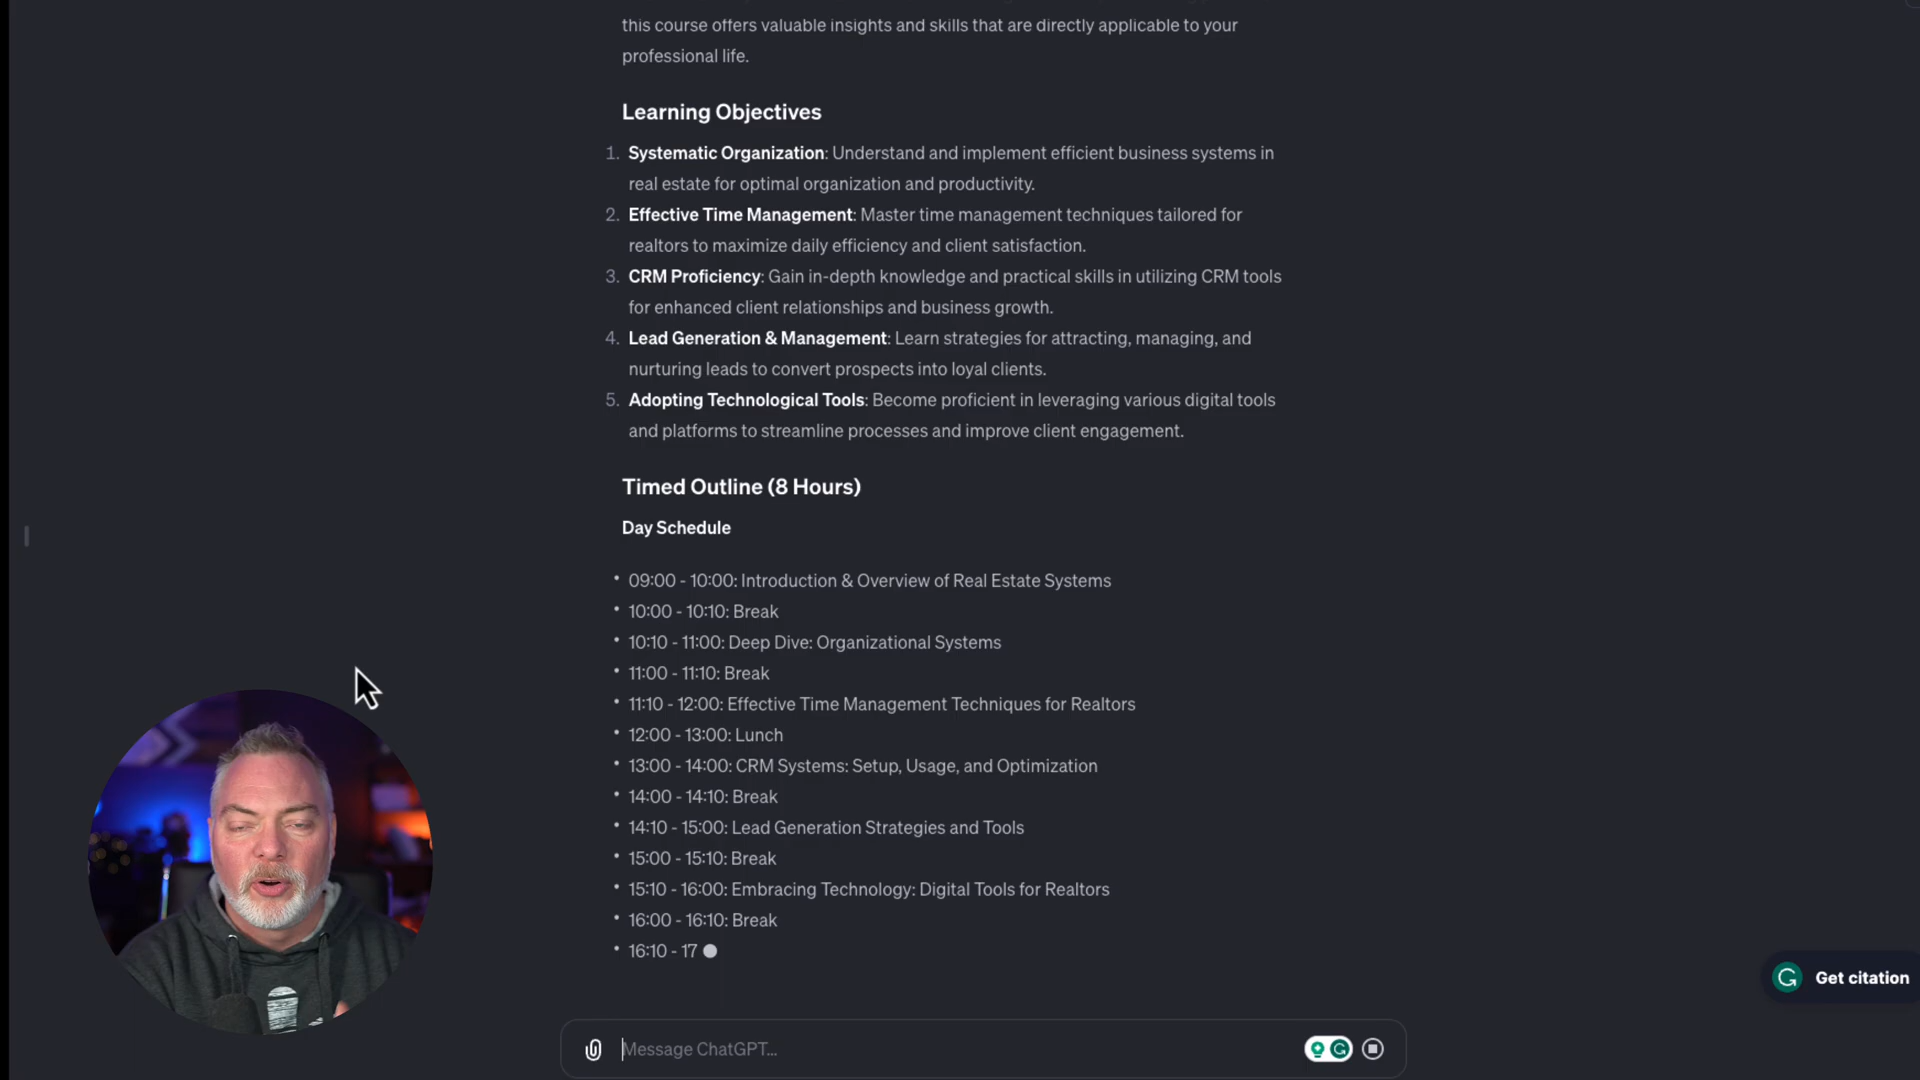 this course offers valuable insights and skills that are directly applicable to your
professional life.
Learning Objectives
1. Systematic Organization: Understand and implement efficient business systems in
real estate for optimal organization and productivity.
2. Effective Time Management: Master time management techniques tailored for
realtors to maximize daily efficiency and client satisfaction.
3. CRM Proficiency: Gain in-depth knowledge and practical skills in utilizing CRM tools
for enhanced client relationships and business growth.
4. Lead Generation & Management: Learn strategies for attracting, managing, and
nurturing leads to convert prospects into loyal clients.
5. Adopting Technological Tools: Become proficient in leveraging various digital tools
and platforms to streamline processes and improve client engagement.
Timed Outline (8 Hours)
Day Schedule
• 09:00 - 10:00: Introduction & Overview of Real Estate Systems
• 10:00 - 10:10: Break
• 10:10 - 11:00: Deep Dive: Organizational Systems
• 11:00 - 11:10: Break
• 11:10 - 12:00: Effective Time Management Techniques for Realtors
• 12:00 - 13:00: Lunch
• 13:00 - 14:00: CRM Systems: Setup, Usage, and Optimization
• 14:00 - 14:10: Break
• 14:10 - 15:00: Lead Generation Strategies and Tools
• 15:00 - 15:10: Break
• 15:10 - 16:00: Embracing Technology: Digital Tools for Realtors
• 16:00 - 16:10: Break
• 16:10 - 17
Get citation
Message ChatGPT...